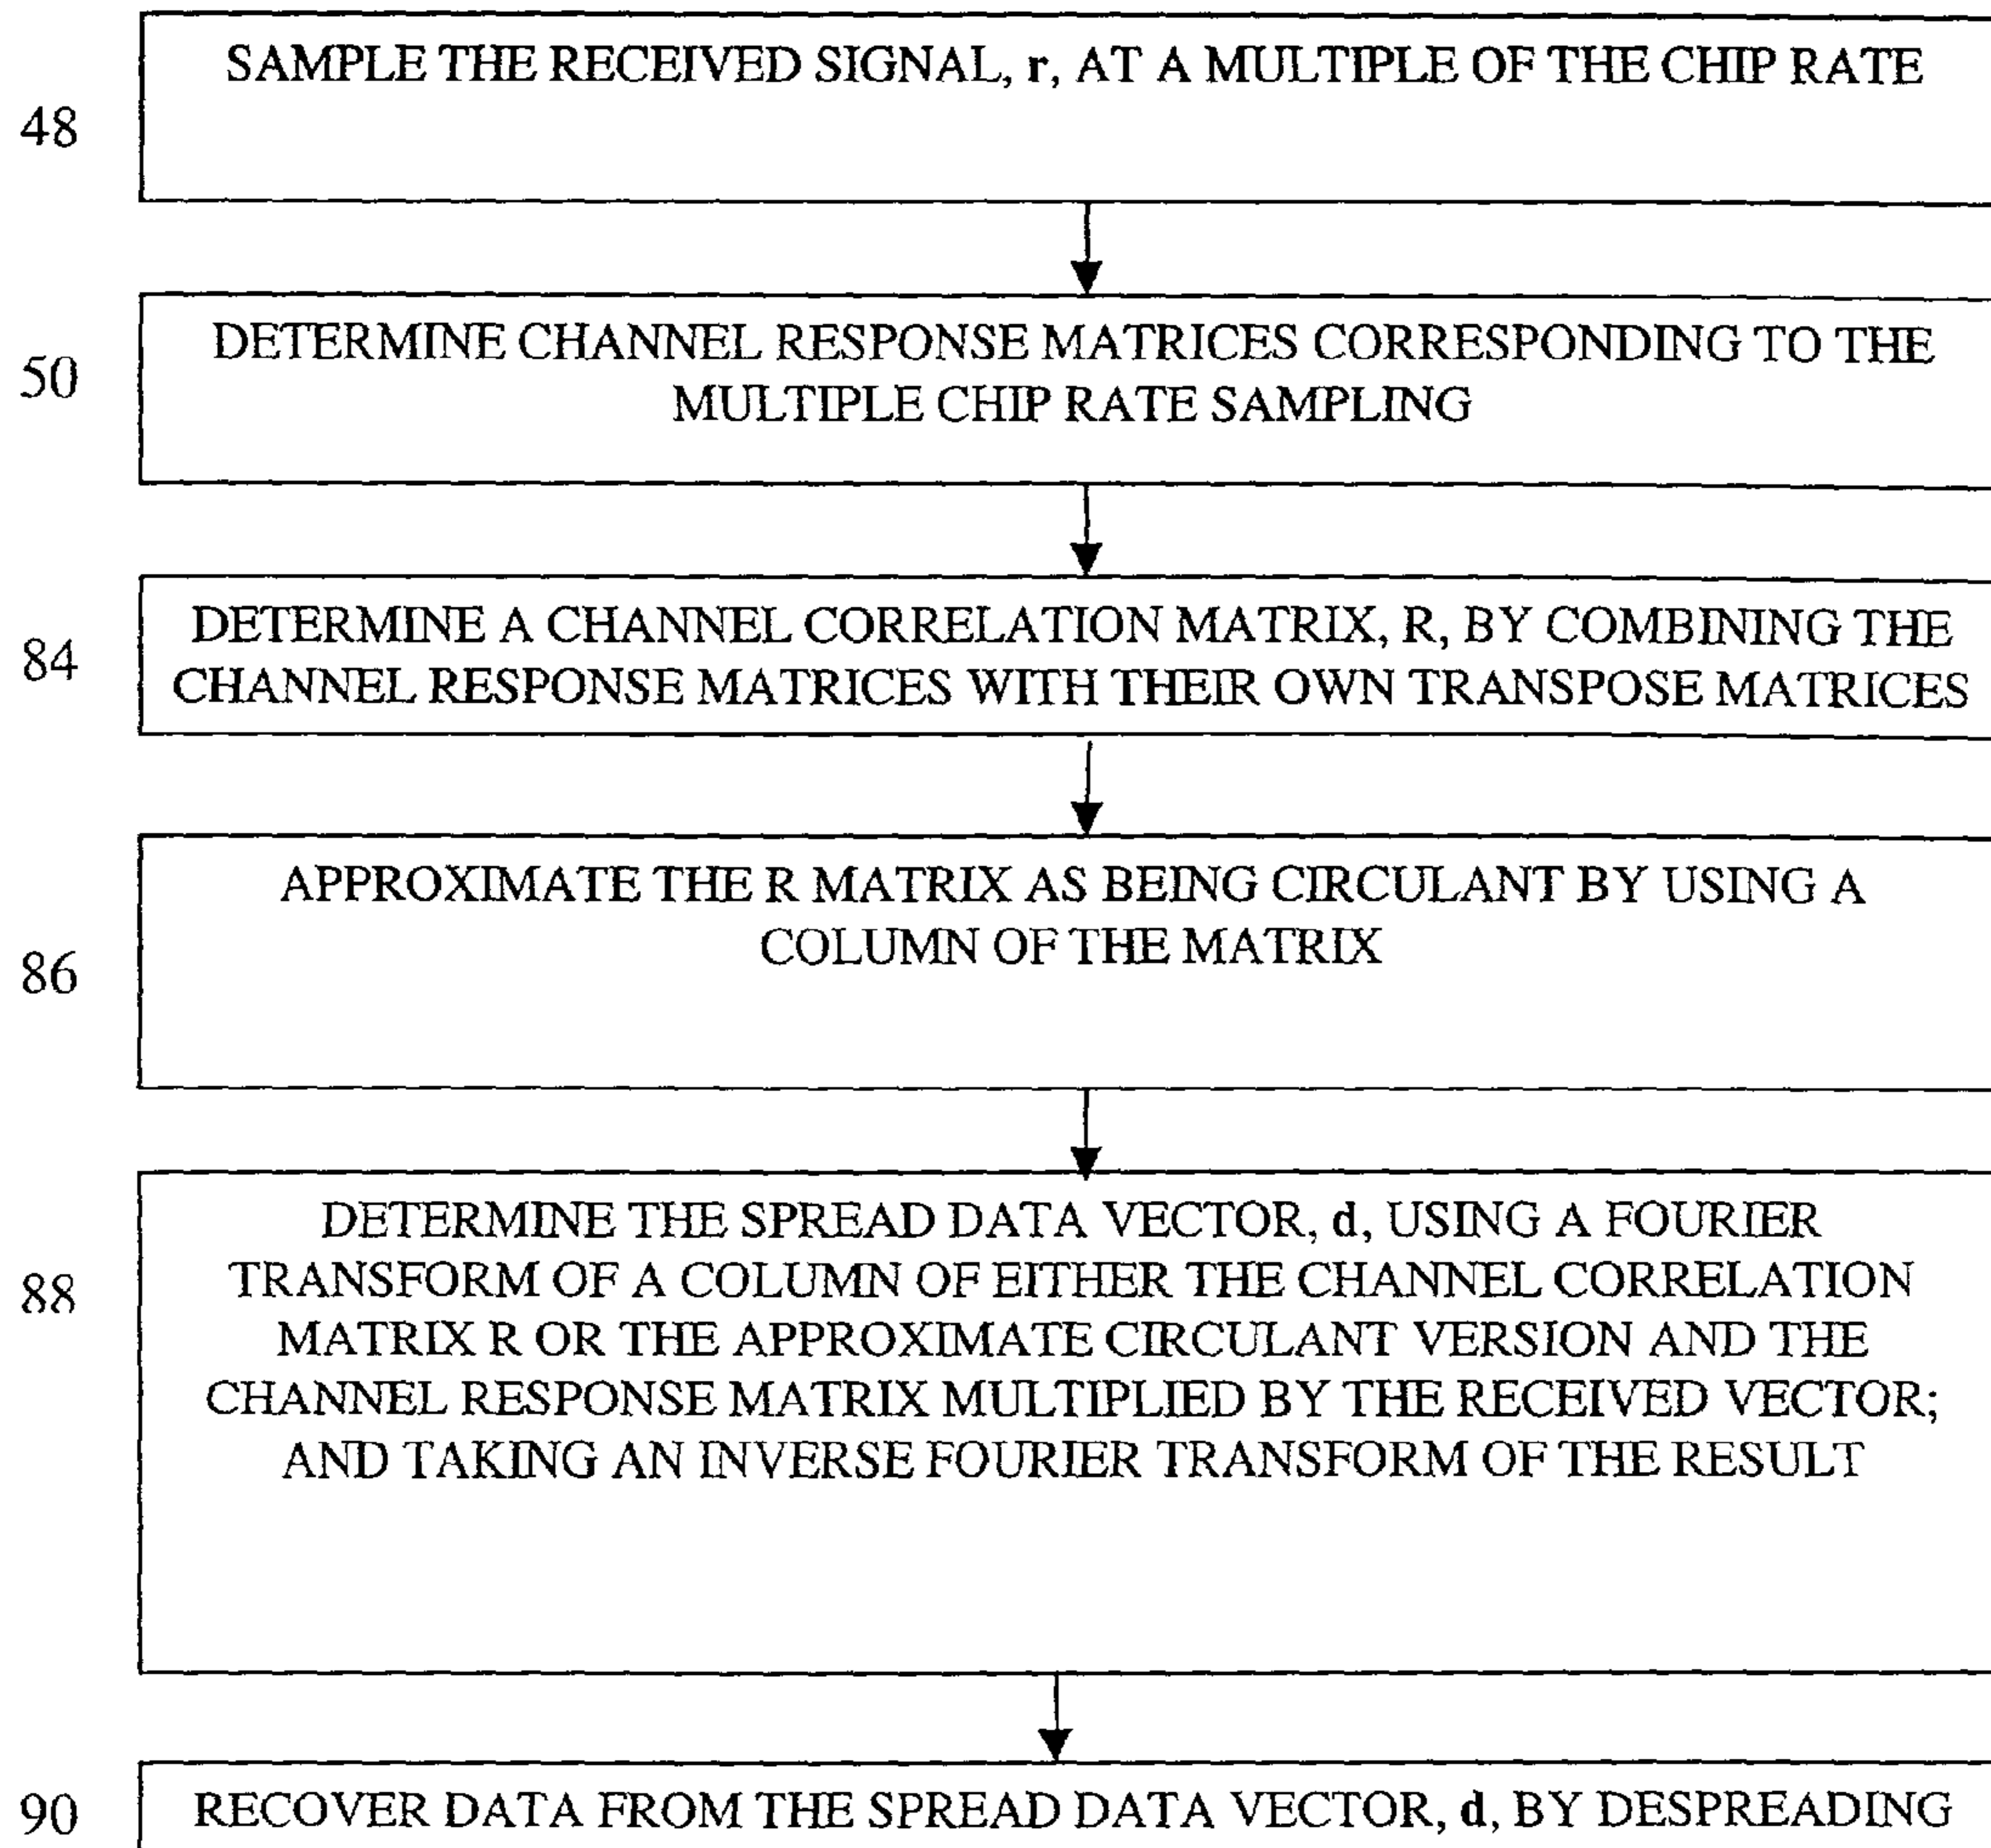 SAMPLE THE RECEIVED SIGNAL, r, AT A MULTIPLE OF THE CHIP RATE
48
DETERMINE CHANNEL RESPONSE MATRICES CORRESPONDING TO THE
50
MULTIPLE CHIP RATE SAMPLING
DETERMINE A CHANNEL CORRELATION MATRIX, R, BY COMBINING THE
84
CHANNEL RESPONSE MATRICES WITH THEIR OWN TRANSPOSE MATRICES
APPROXIMATE THE R MATRIX AS BEING CIRCULANT BY USING A
COLUMN OF THE MATRIX
86
DETERMINE THE SPREAD DATA VECTOR, d, USING A FOURIER
TRANSFORM OF A COLUMN OF EITHER THE CHANNEL CORRELATION
88
MATRIX R OR THE APPROXIMATE CIRCULANT VERSION AND THE
CHANNEL RESPONSE MATRIX MULTIPLIED BY THE RECEIVED VECTOR;
AND TAKING AN INVERSE FOURIER TRANSFORM OF THE RESULT
90
RECOVER DATA FROM THE SPREAD DATA VECTOR, d, BY DESPREADING